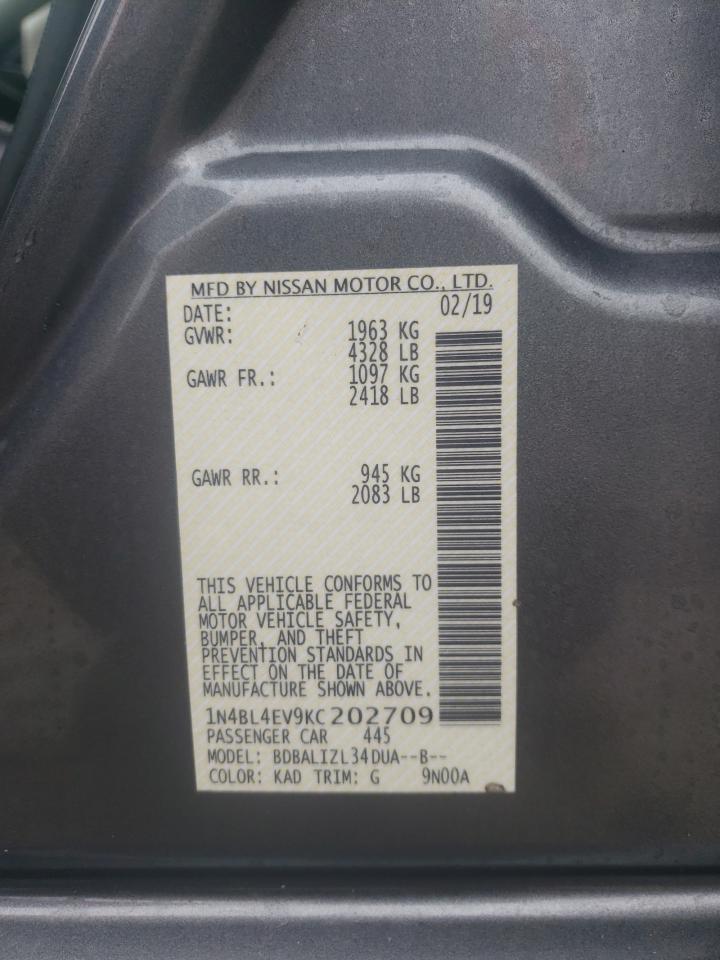 MFD BY NISSAN MOTOR CO., LTD.
DATE: 02/19
GVWR: 1963 KG
4328 LB
GAWR FR.: 1097 KG
2418 LB
GAWR RR.: 945 KG
2083 LB
THIS VEHICLE CONFORMS TO
ALL APPLICABLE FEDERAL
MOTOR VEHICLE SAFETY,
BUMPER, AND THEFT
PREVENTION STANDARDS IN
EFFECT ON THE DATE OF
MANUFACTURE SHOWN ABOVE.
1N4BL4EV9KC202709
PASSENGER CAR 445
MODEL: BDBALIZL34DUA--B--
COLOR: KAD TRIM: G 9N00A